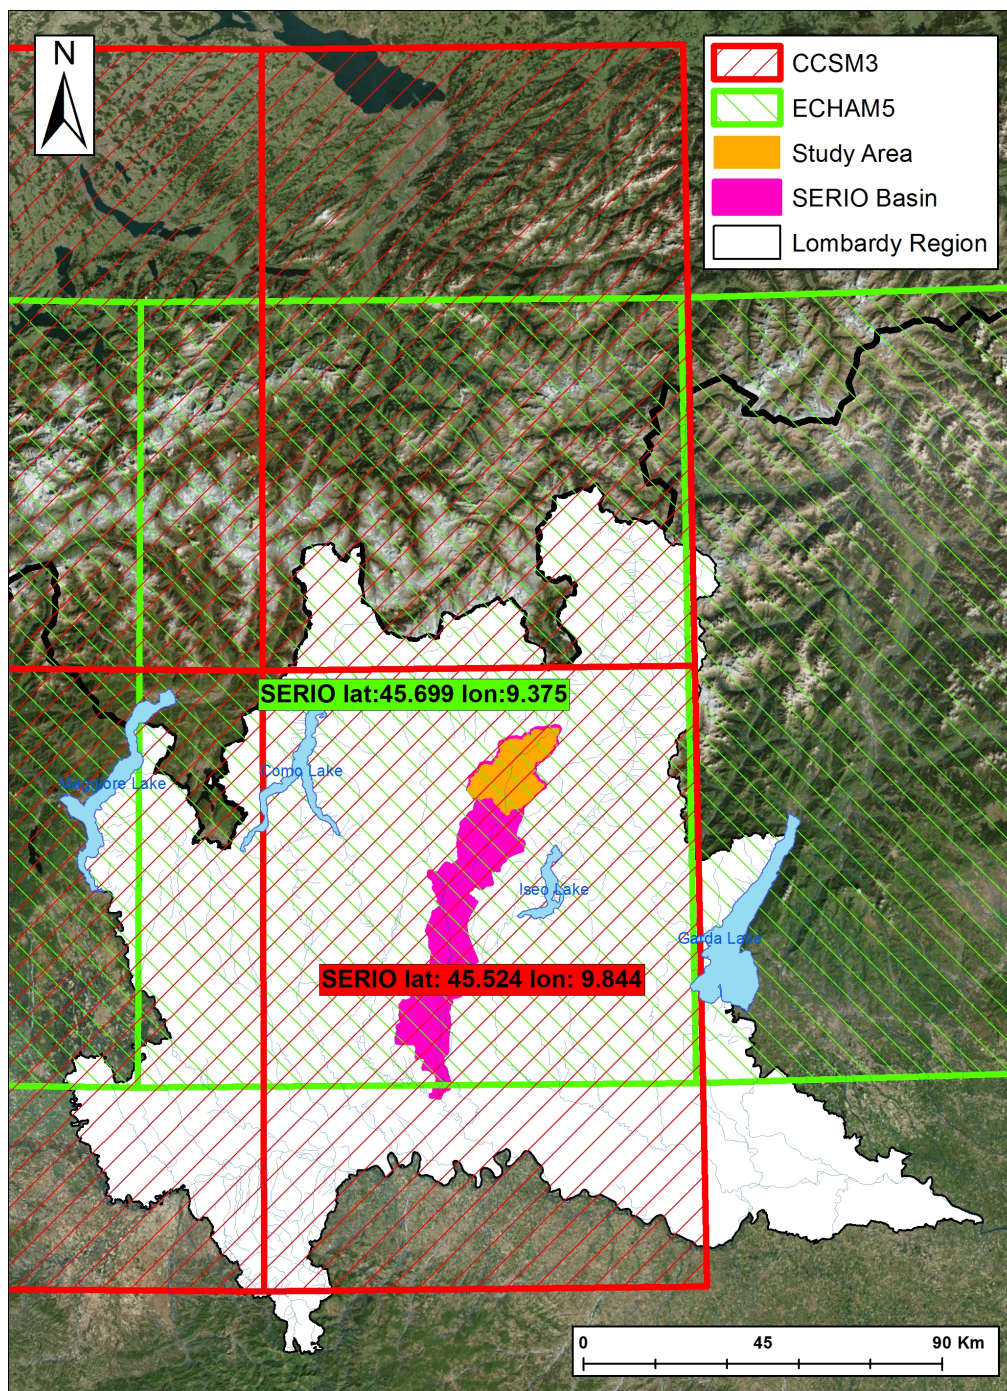 N
CCSM3
ECHAM5
Study Area
SERIO Basin
Lombardy Region
SERIO lat:45.699 lon:9.375
Como Lake
Maggiore Lake
Iseo Lake
Garda Lake
SERIO lat: 45.524 lon: 9.844
0 45 90 Km